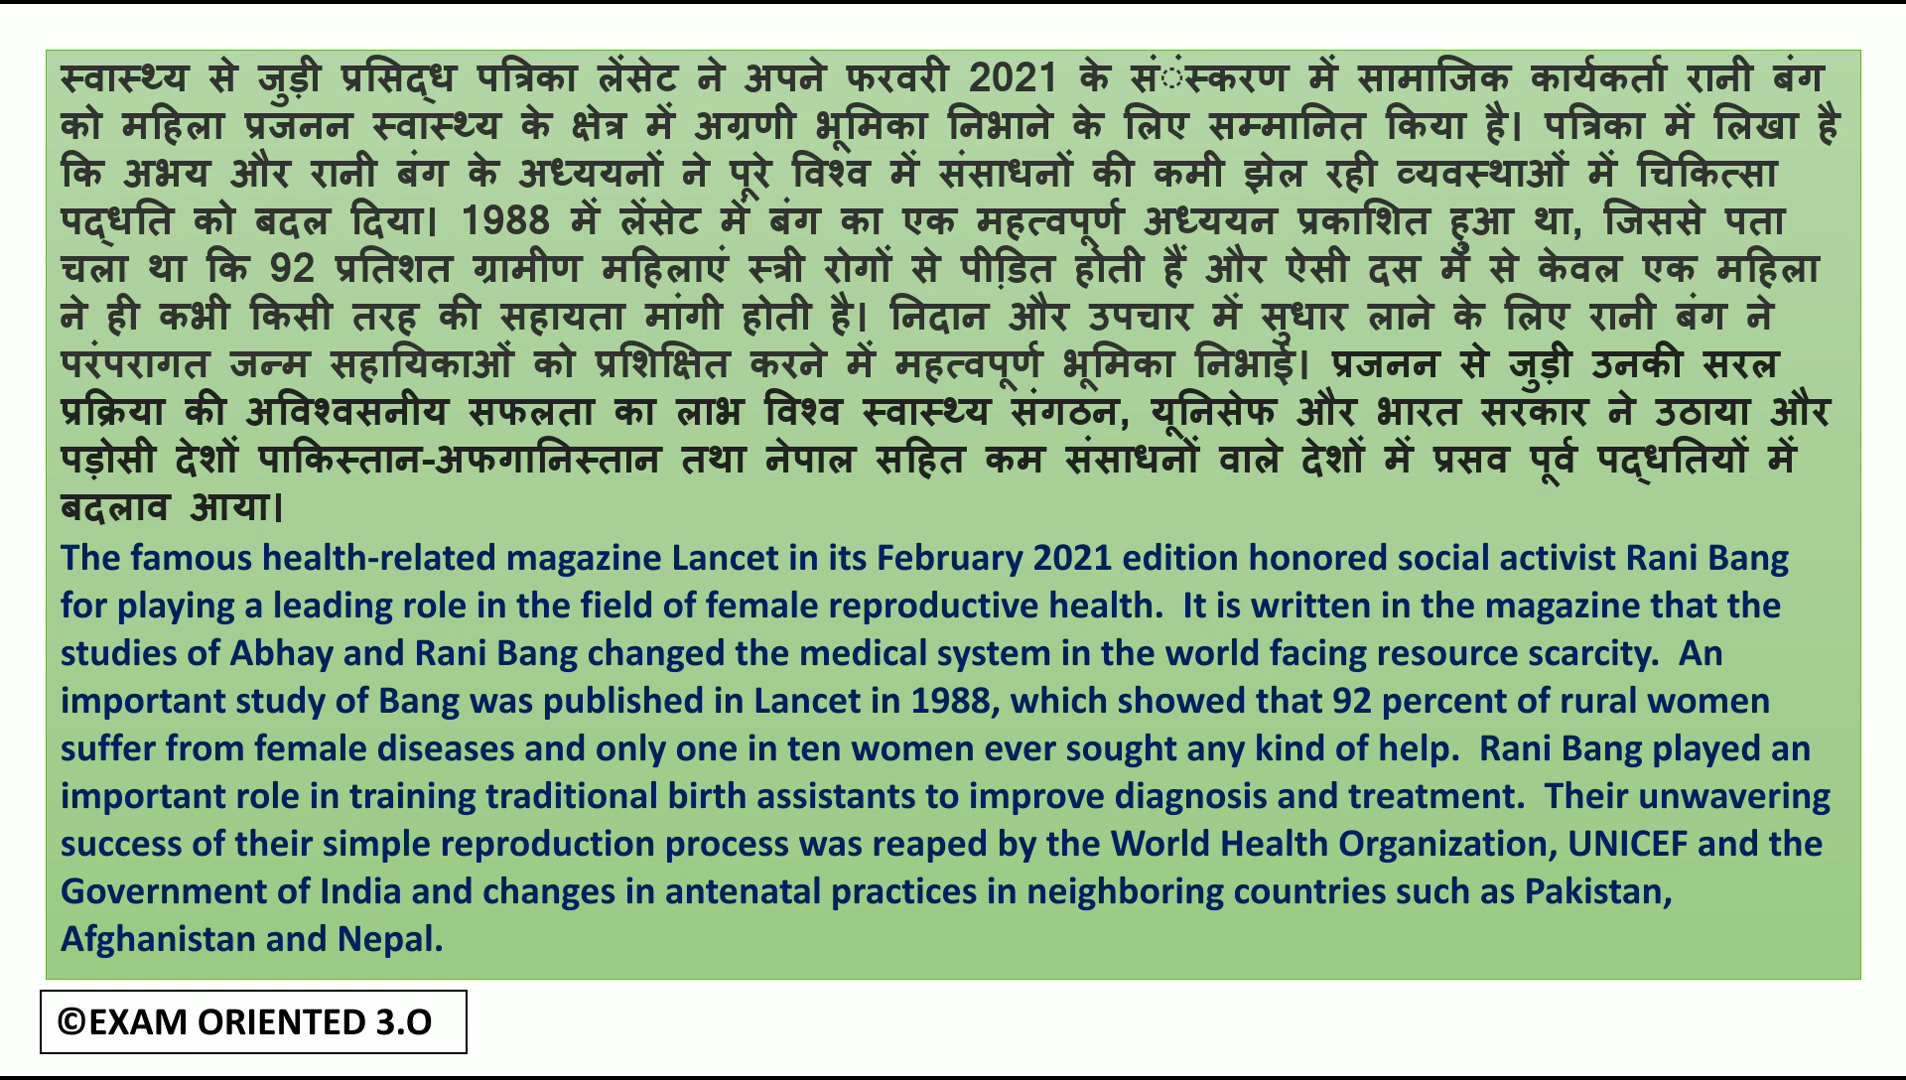 स्वास्थ्य से जुड़ी प्रसिद्ध पत्रिका लेंसेट ने अपने फरवरी 2021 के संंस्करण में सामाजिक कार्यकर्ता रानी बंग
को महिला प्रजनन स्वास्थ्य के क्षेत्र में अग्रणी भूमिका निभाने के लिए सम्मानित किया है। पत्रिका में लिखा है
कि अभय और रानी बंग के अध्ययनों ने पूरे विश्व में संसाधनों की कमी झेल रही व्यवस्थाओं में चिकित्सा
पद्धति को बदल दिया। 1988 में लेंसेट में बंग का एक महत्वपूर्ण अध्ययन प्रकाशित हुआ था, जिससे पता
चला था कि 92 प्रतिशत ग्रामीण महिलाएं स्त्री रोगों से पीड़ित होती हैं और ऐसी दस में से केवल एक महिला
ने ही कभी किसी तरह की सहायता मांगी होती है। निदान और उपचार में सुधार लाने के लिए रानी बंग ने
परंपरागत जन्म सहायिकाओं को प्रशिक्षित करने में महत्वपूर्ण भूमिका निभाई। प्रजनन से जुड़ी उनकी सरल
प्रक्रिया की अविश्वसनीय सफलता का लाभ विश्व स्वास्थ्य संगठन, यूनिसेफ और भारत सरकार ने उठाया और
पड़ोसी देशों पाकिस्तान-अफगानिस्तान तथा नेपाल सहित कम संसाधनों वाले देशों में प्रसव पूर्व पद्धतियों में
बदलाव आया।
The famous health-related magazine Lancet in its February 2021 edition honored social activist Rani Bang
for playing a leading role in the field of female reproductive health.  It is written in the magazine that the
studies of Abhay and Rani Bang changed the medical system in the world facing resource scarcity.  An
important study of Bang was published in Lancet in 1988, which showed that 92 percent of rural women
suffer from female diseases and only one in ten women ever sought any kind of help.  Rani Bang played an
important role in training traditional birth assistants to improve diagnosis and treatment.  Their unwavering
success of their simple reproduction process was reaped by the World Health Organization, UNICEF and the
Government of India and changes in antenatal practices in neighboring countries such as Pakistan,
Afghanistan and Nepal.
©EXAM ORIENTED 3.O